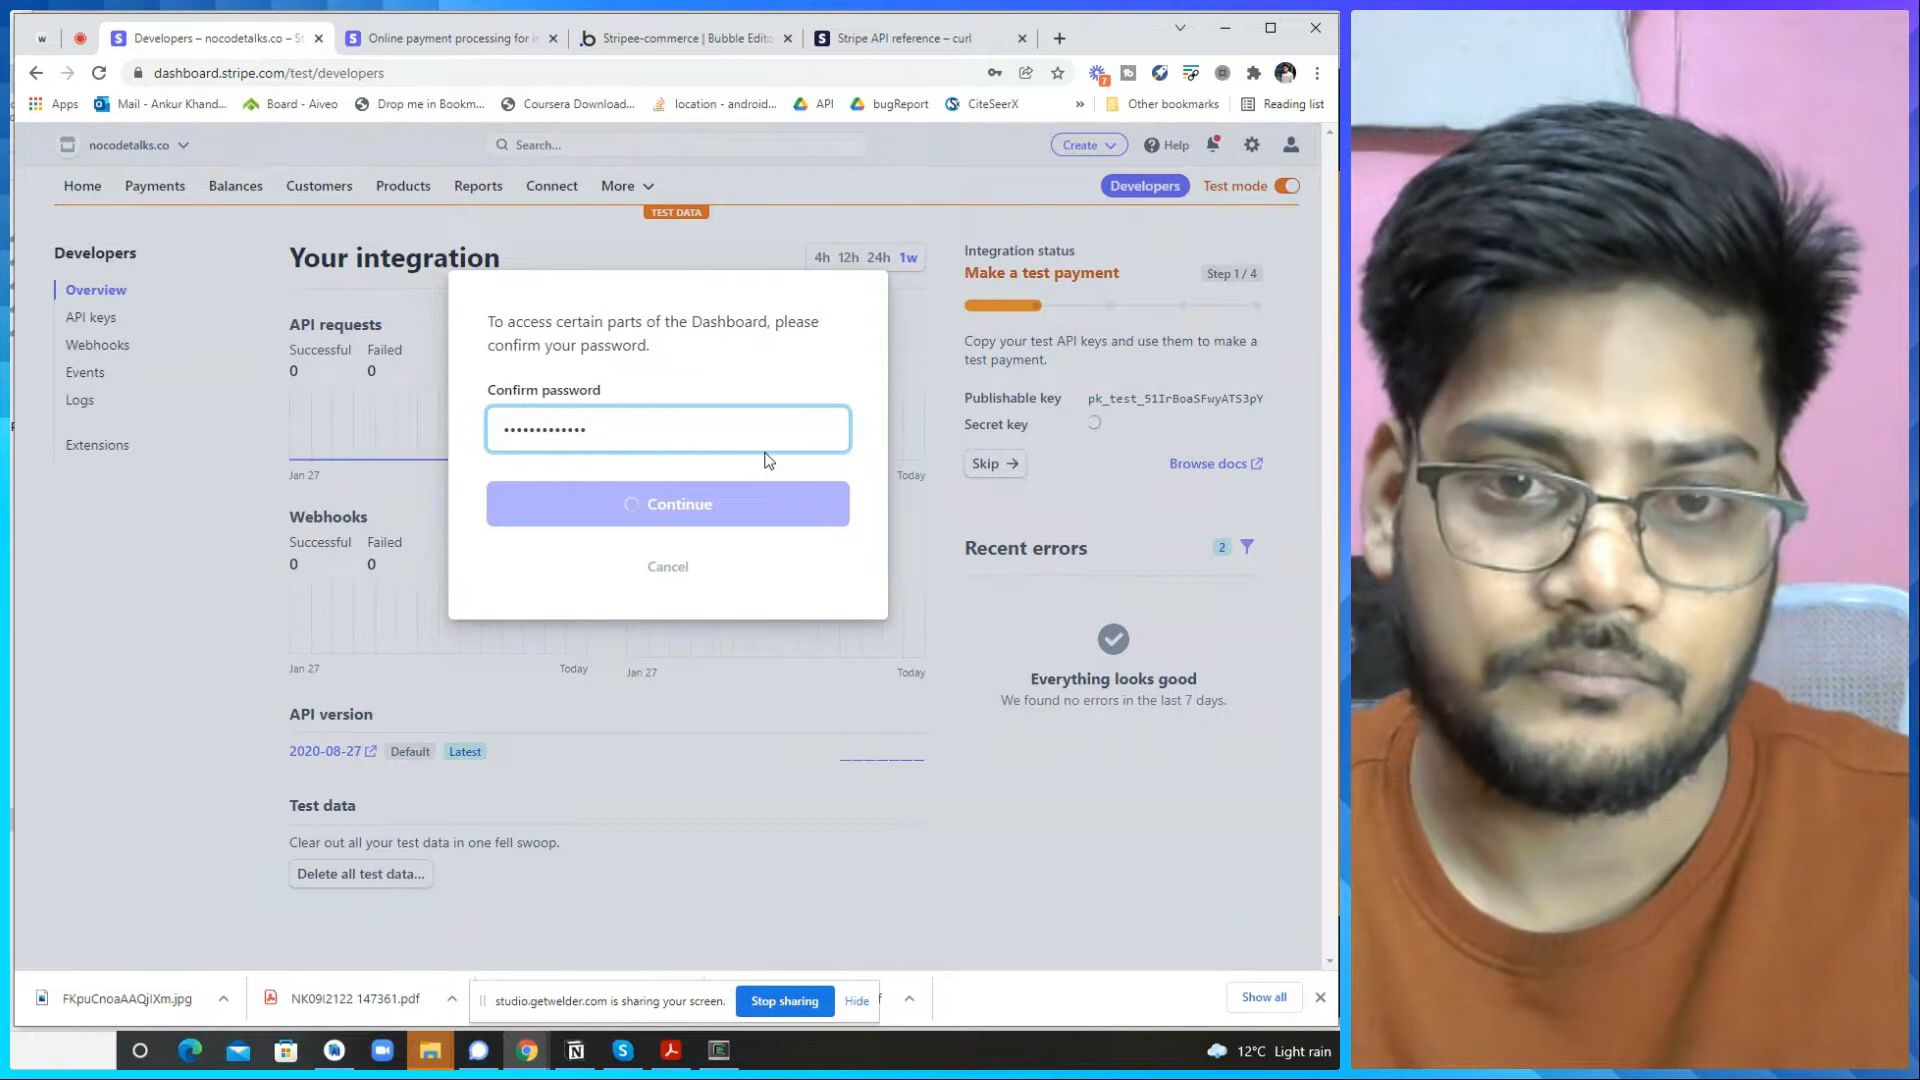 Developers – nocodetalks.co – St
Online payment processing for i
Stripee-commerce | Bubble Edito
Stripe API reference – curl
dashboard.stripe.com/test/developers
7
Apps
Mail - Ankur Khand...
Board - Aiveo
Drop me in Bookm...
Coursera Download...
location - android...
API
bugReport
CiteSeerX
»
Other bookmarks
Reading list
nocodetalks.co
Search...
Create
Help
Home
Payments
Balances
Customers
Products
Reports
Connect
More
Developers
Test mode
TEST DATA
Developers
Overview
API keys
Webhooks
Events
Logs
Extensions
Your integration
4h 12h 24h 1w
API requests
Successful Failed
0 0
Jan 27
Today
Webhooks
Successful Failed
0 0
Jan 27
Today
Jan 27
Today
To access certain parts of the Dashboard, please
confirm your password.
Confirm password
•••••••••••••
Continue
Cancel
API version
2020-08-27 Default Latest
Test data
Clear out all your test data in one fell swoop.
Delete all test data...
Integration status
Make a test payment
Step 1 / 4
Copy your test API keys and use them to make a
test payment.
Publishable key pk_test_51IrBoaSFwyATS3pY
Secret key
Skip →
Browse docs
Recent errors
2
Everything looks good
We found no errors in the last 7 days.
FKpuCnoaAAQjIXm.jpg
NK09I2122 147361.pdf
studio.getwelder.com is sharing your screen.
Stop sharing
Hide
Show all
12°C Light rain